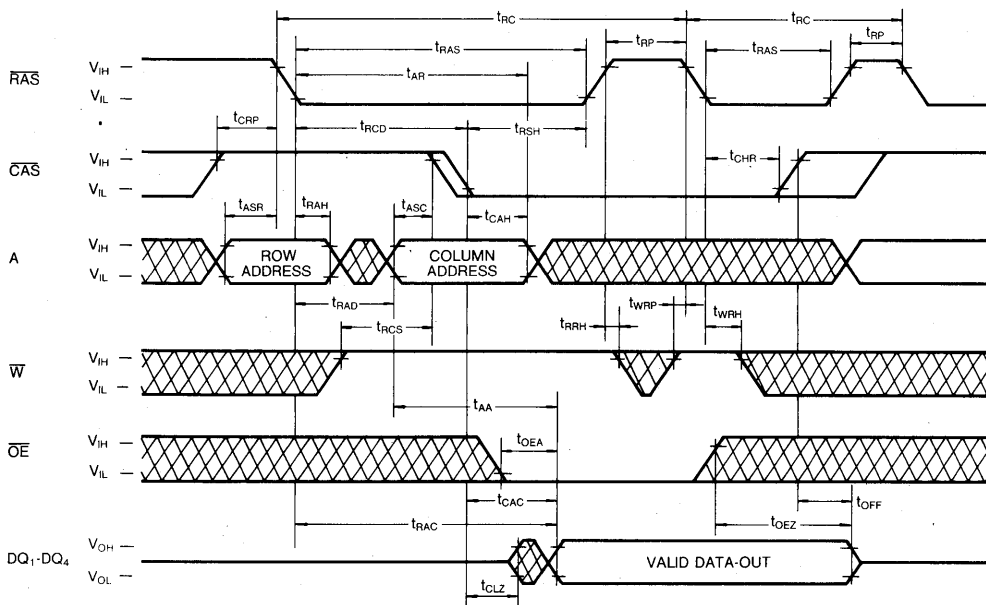 tRC tRC
tRAS tRP tRAS tRP
tAR
RAS VIH
VIL
tCRP tRCD tRSH
CAS VIH tCHR
VIL
tASR tRAH tASC tCAH
A VIH ROW ADDRESS COLUMN ADDRESS
VIL
tRAD tWRP
tRCS tRRH tWRH
W VIH
VIL
tAA
OE VIH tOEA
VIL
tCAC tOFF
tRAC tOEZ
DQ1-DQ4 VOH VALID DATA-OUT
VOL
tCLZ